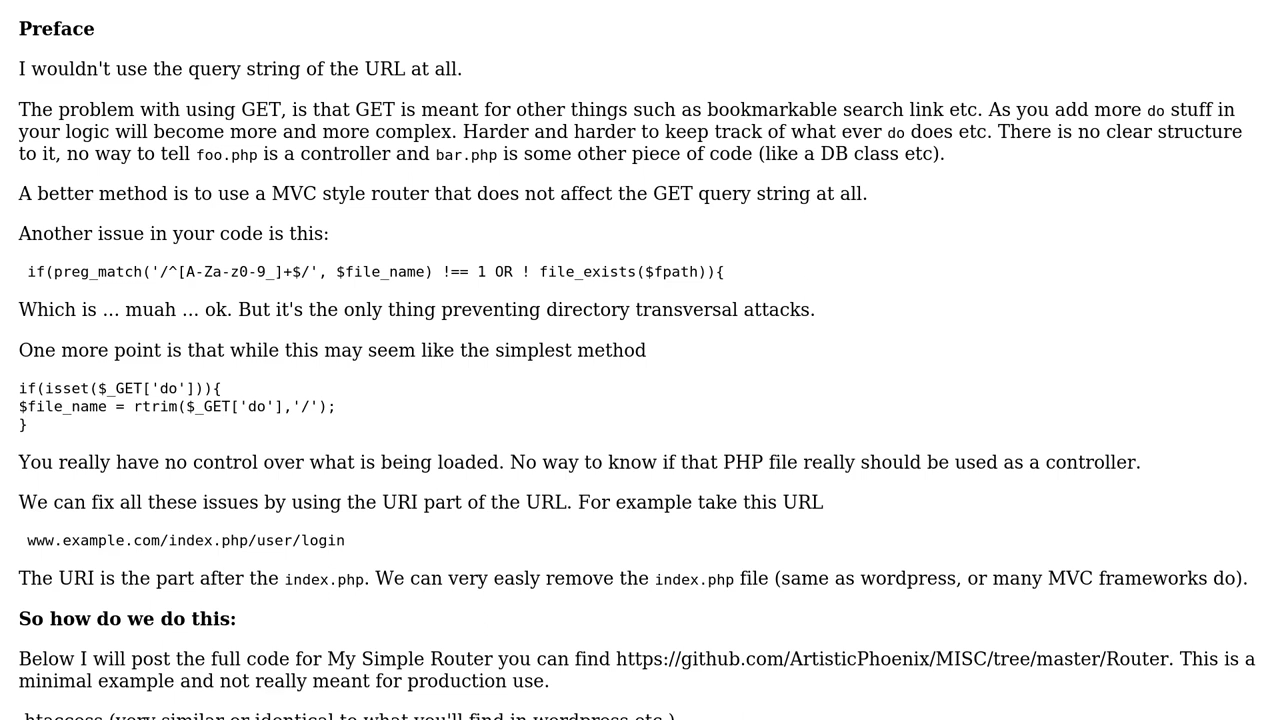 Preface
I wouldn't use the query string of the URL at all.
The problem with using GET, is that GET is meant for other things such as bookmarkable search link etc. As you add more do stuff in
your logic will become more and more complex. Harder and harder to keep track of what ever do does etc. There is no clear structure
to it, no way to tell foo.php is a controller and bar.php is some other piece of code (like a DB class etc).
A better method is to use a MVC style router that does not affect the GET query string at all.
Another issue in your code is this:
if(preg_match('/^[A-Za-z0-9_]+$/', $file_name) !== 1 OR ! file_exists($fpath)){
Which is ... muah ... ok. But it's the only thing preventing directory transversal attacks.
One more point is that while this may seem like the simplest method
if(isset($_GET['do'])){
$file_name = rtrim($_GET['do'],'/');
}
You really have no control over what is being loaded. No way to know if that PHP file really should be used as a controller.
We can fix all these issues by using the URI part of the URL. For example take this URL
www.example.com/index.php/user/login
The URI is the part after the index.php. We can very easly remove the index.php file (same as wordpress, or many MVC frameworks do).
So how do we do this:
Below I will post the full code for My Simple Router you can find https://github.com/ArtisticPhoenix/MISC/tree/master/Router. This is a
minimal example and not really meant for production use.
.htaccess (very similar or identical to what you'll find in wordpress etc.)